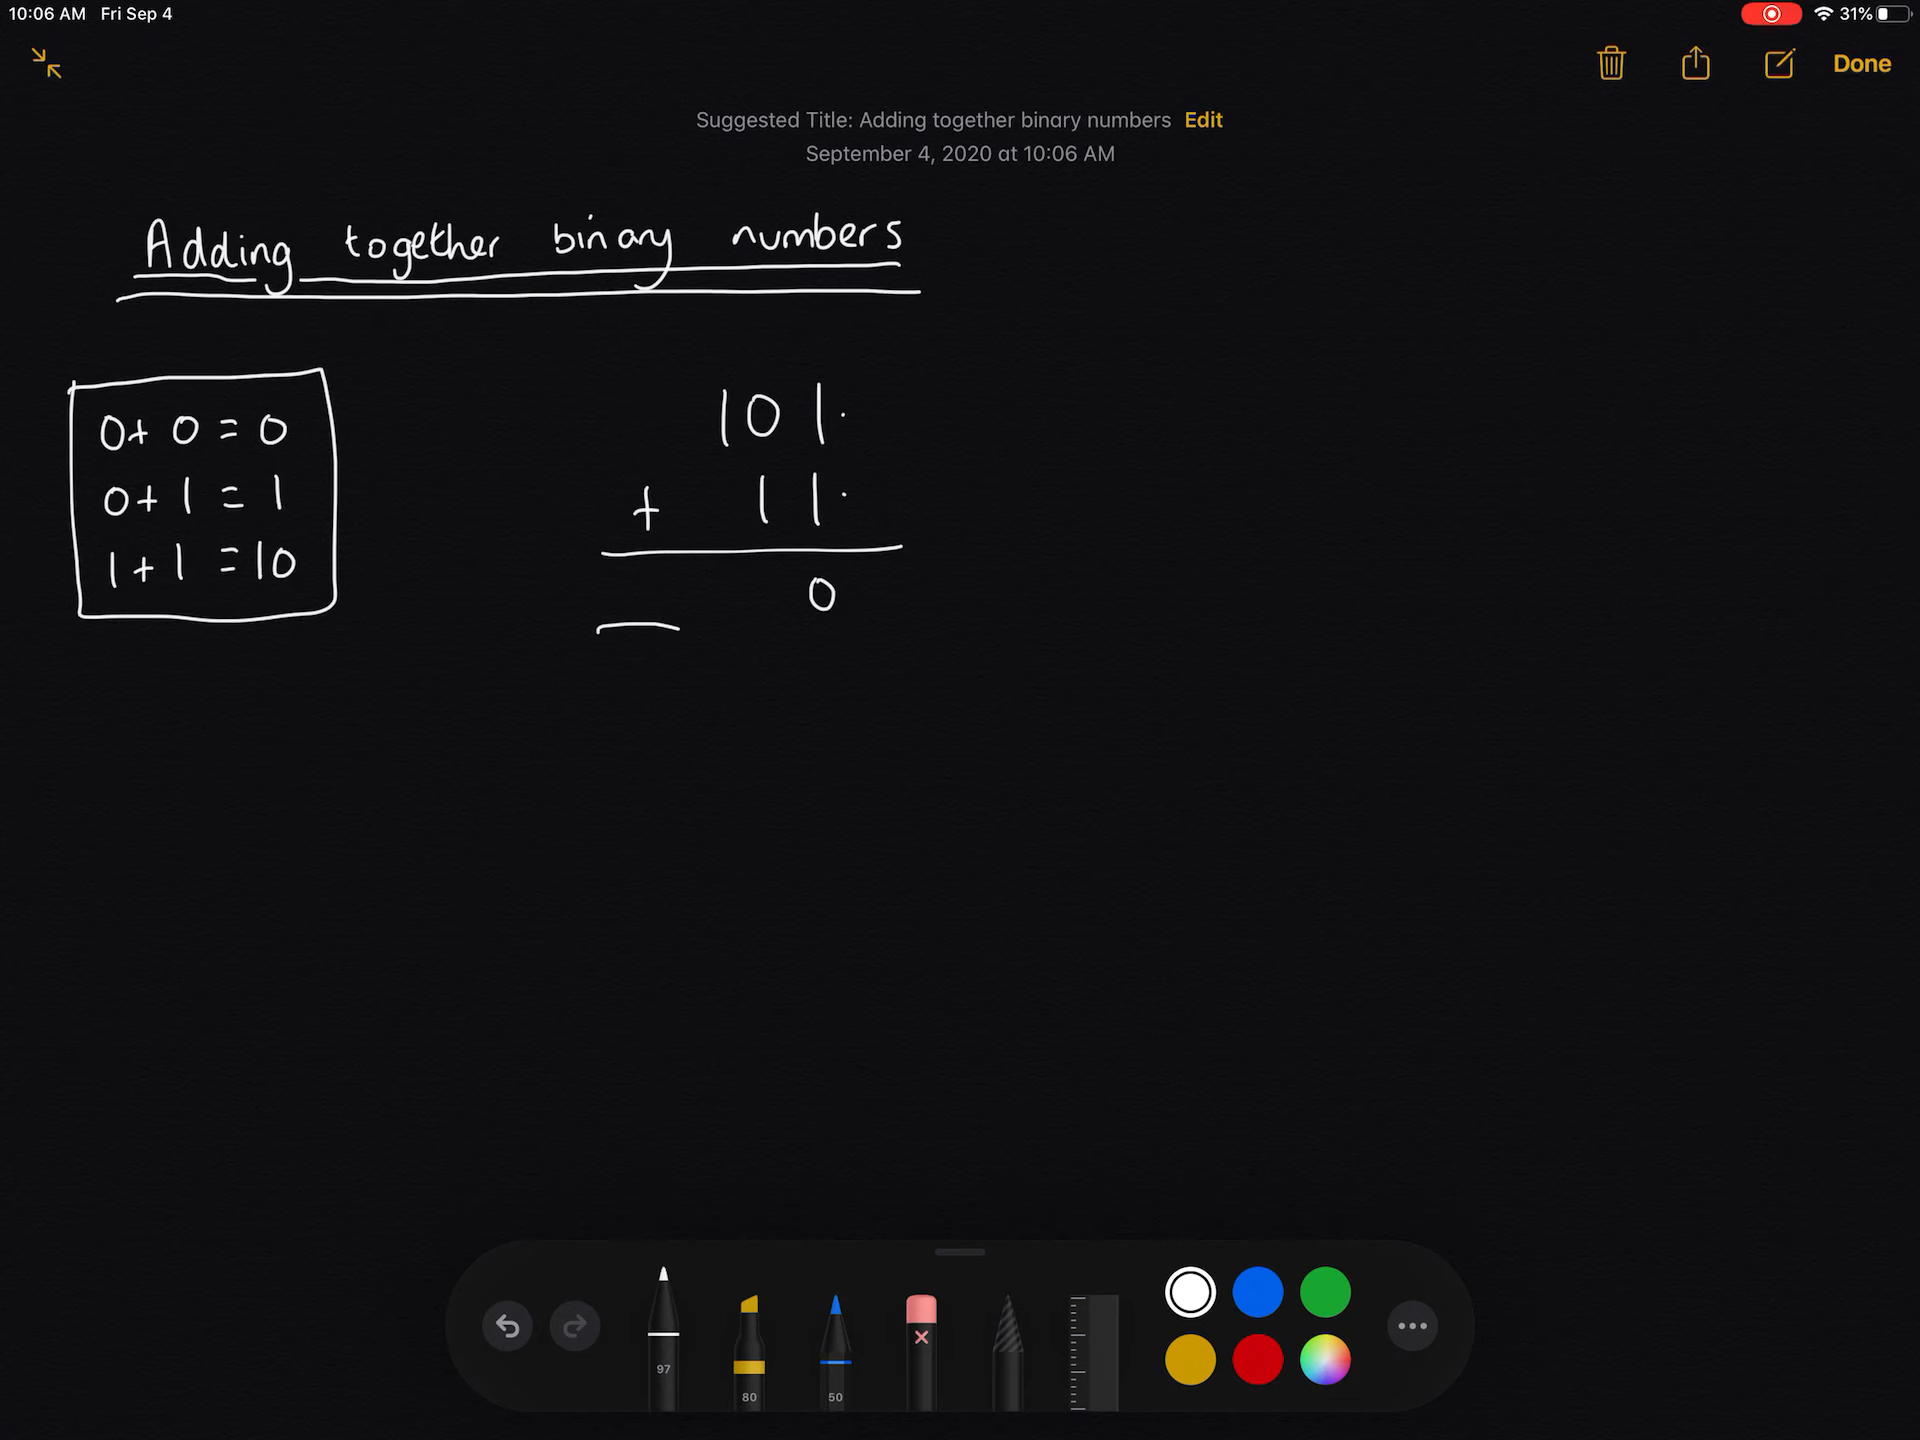 10:06 AM Fri Sep 4
31%
Done
Suggested Title: Adding together binary numbers Edit
September 4, 2020 at 10:06 AM
Adding together binary numbers
0+ 0 = 0
0+ 1 = 1
1+1 =10
101.
+ 11.
0
97
80
50